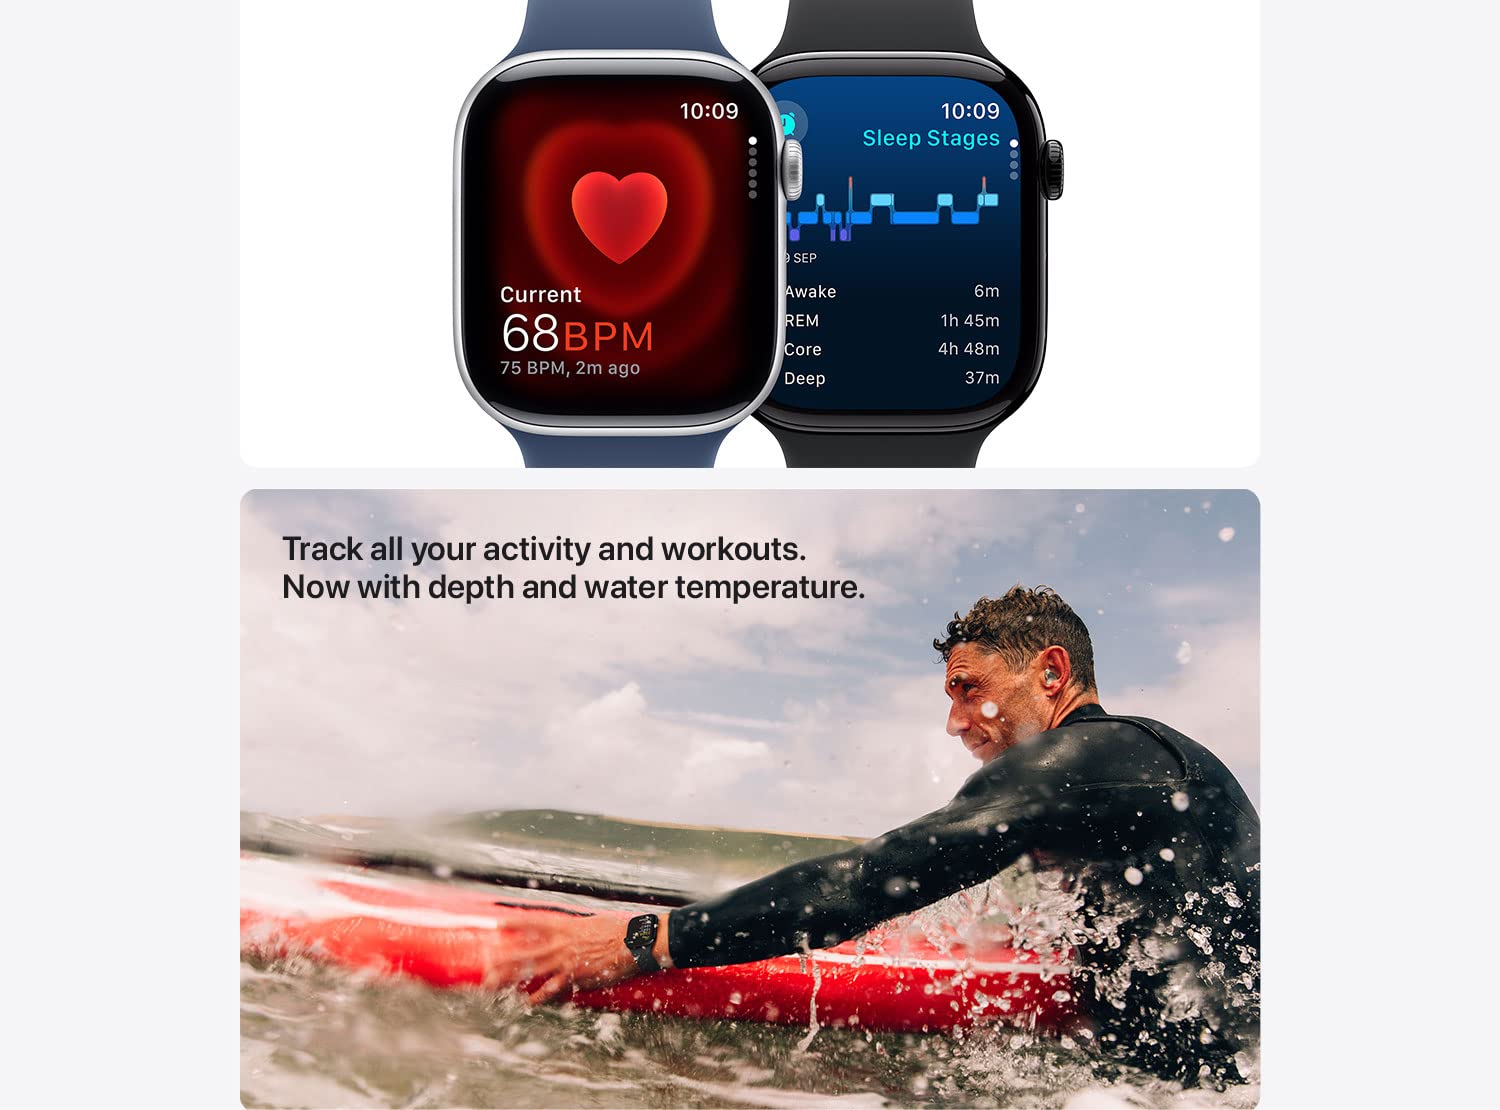 10:09
Current
68BPM
75 BPM, 2m ago
10:09
Sleep Stages
9 SEP
Awake 6m
REM 1h 45m
Core 4h 48m
Deep 37m
Track all your activity and workouts.
Now with depth and water temperature.